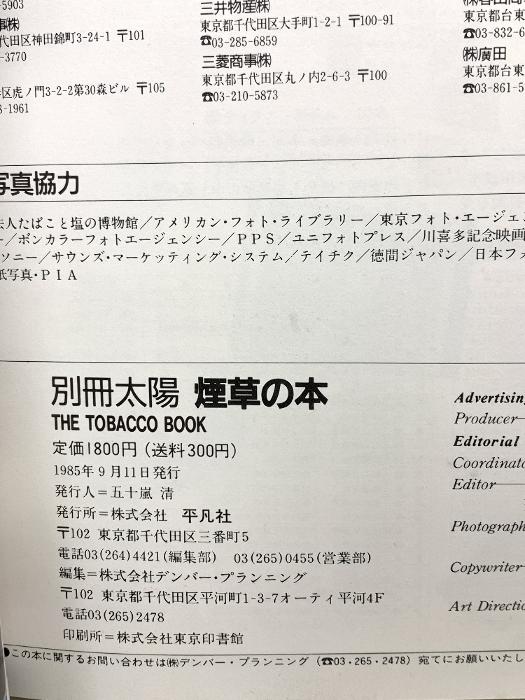 -5903
事㈱
代田区神田錦町3-24-1 〒101
-3770
区虎ノ門3-2-2第30森ビル 〒105
-1961
三井物産㈱
東京都千代田区大手町1-2-1 〒100-91
☎03-285-6859
三菱商事㈱
東京都千代田区丸ノ内2-6-3 〒100
☎03-210-5873
東京都台東
☎03-832-6
㈱廣田
東京都台東
☎03-861-5
写真協力
法人たばこと塩の博物館／アメリカン・フォト・ライブラリー／東京フォト・エージェン
ー／ボンカラーフォトエージェンシー／PPS／ユニフォトプレス／川喜多記念映画
ソニー／サウンズ・マーケッティング・システム／テイチク／徳間ジャパン／日本フォ
紙写真・PIA
別冊太陽 煙草の本
THE TOBACCO BOOK
定価1800円（送料300円）
1985年9月11日発行
発行人＝五十嵐 清
発行所＝株式会社 平凡社
〒102 東京都千代田区三番町5
電話03(264)4421(編集部) 03(265)0455(営業部)
編集＝株式会社デンバー・プランニング
〒102 東京都千代田区平河町1-3-7オーティ平河4F
電話03(265)2478
印刷所＝株式会社東京印書館
Advertising
Producer
Editorial
Coordinato
Editor
Photograph
Copywriter
Art Directio
●この本に関するお問い合わせは㈱デンバー・プランニング（☎03・265・2478）宛てにお願いいたし